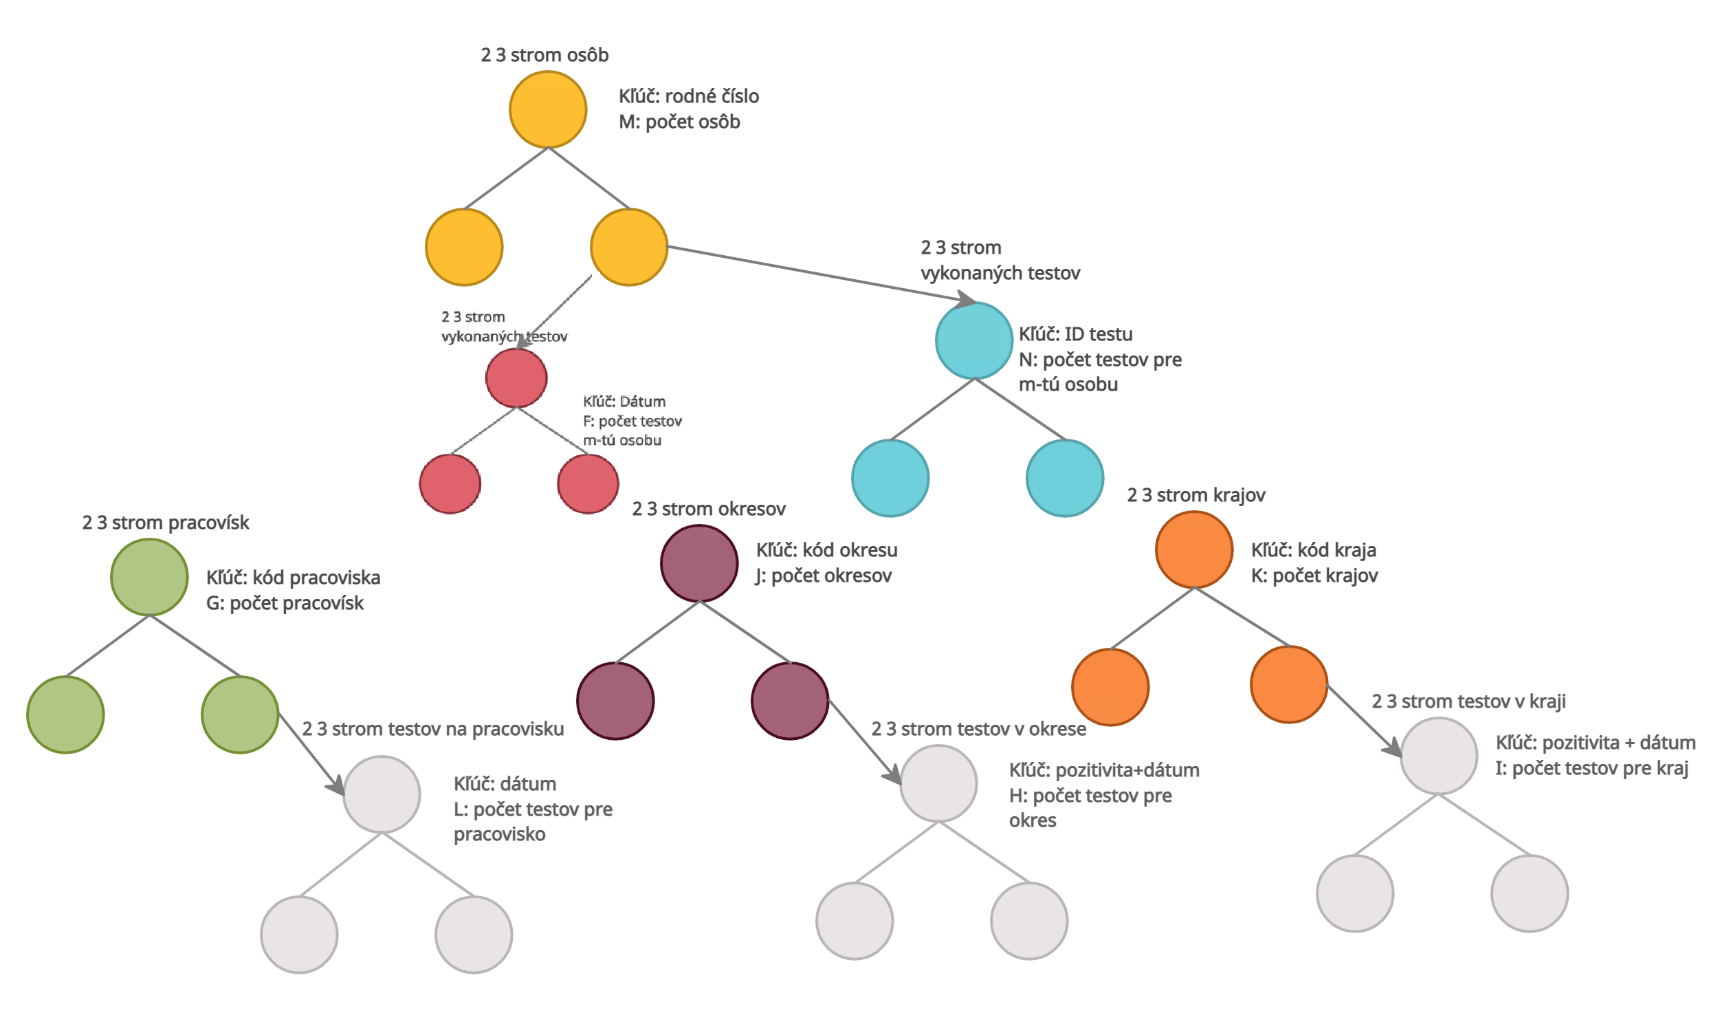 2 3 strom osôb
Kľúč: rodné číslo
M: počet osôb
2 3 strom
vykonaných testov
Kľúč: ID testu
N: počet testov pre
m-tú osobu
2 3 strom
vykonaných testov
Kľúč: Dátum
F: počet testov
m-tú osobu
2 3 strom pracovísk
Kľúč: kód pracoviska
G: počet pracovísk
2 3 strom testov na pracovisku
Kľúč: dátum
L: počet testov pre
pracovisko
2 3 strom okresov
Kľúč: kód okresu
J: počet okresov
2 3 strom testov v okrese
Kľúč: pozitivita+dátum
H: počet testov pre
okres
2 3 strom krajov
Kľúč: kód kraja
K: počet krajov
2 3 strom testov v kraji
Kľúč: pozitivita + dátum
I: počet testov pre kraj